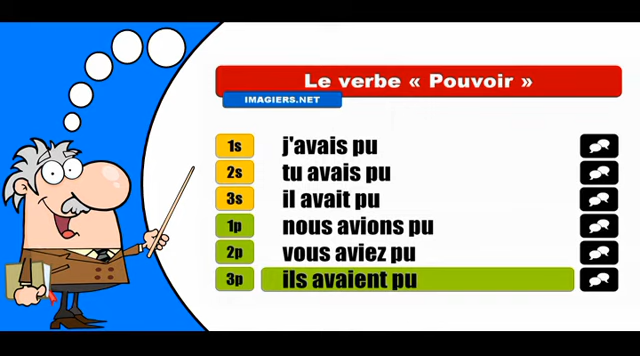 Le verbe « Pouvoir »
IMAGIERS.NET
1s j'avais pu
2s tu avais pu
3s il avait pu
1p nous avions pu
2p vous aviez pu
3p ils avaient pu